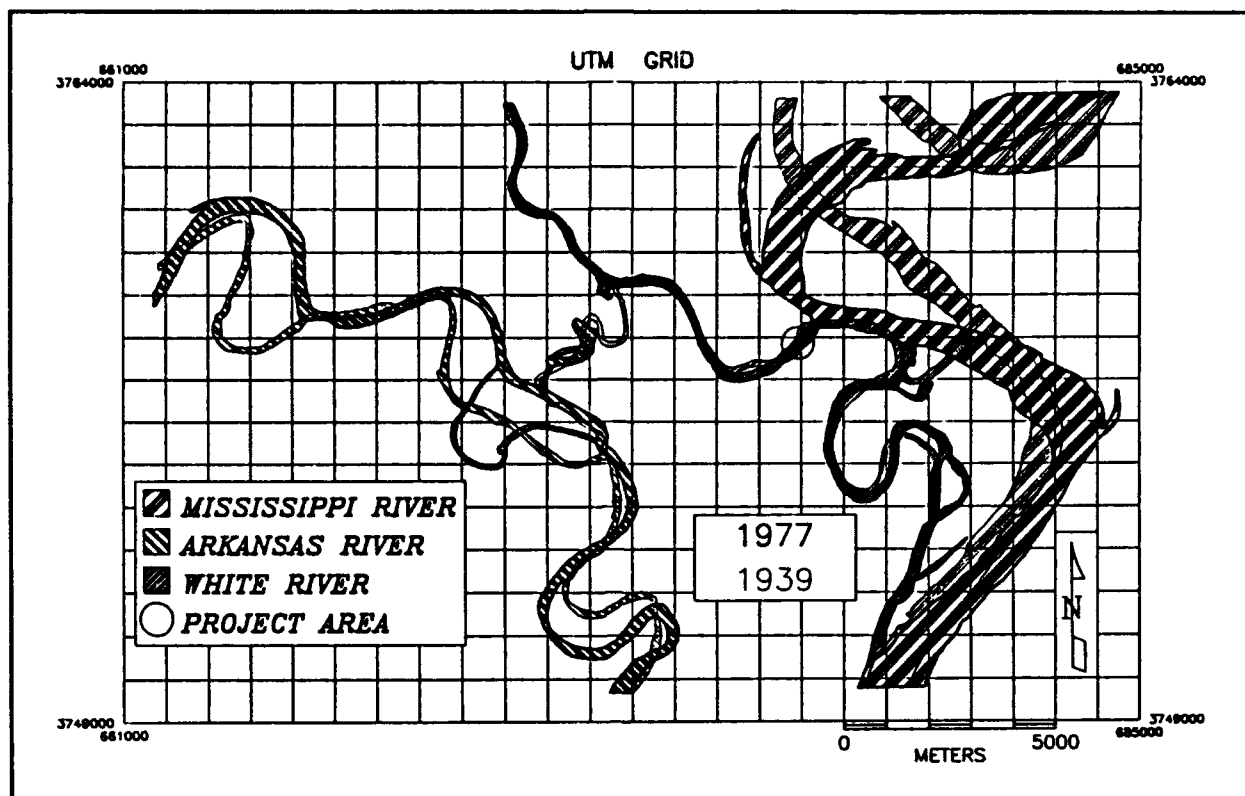 UTM GRID
661000
3764000
685000
3764000
MISSISSIPPI RIVER
ARKANSAS RIVER
WHITE RIVER
PROJECT AREA
1977
1939
N
3749000
661000
3749000
685000
0
5000
METERS